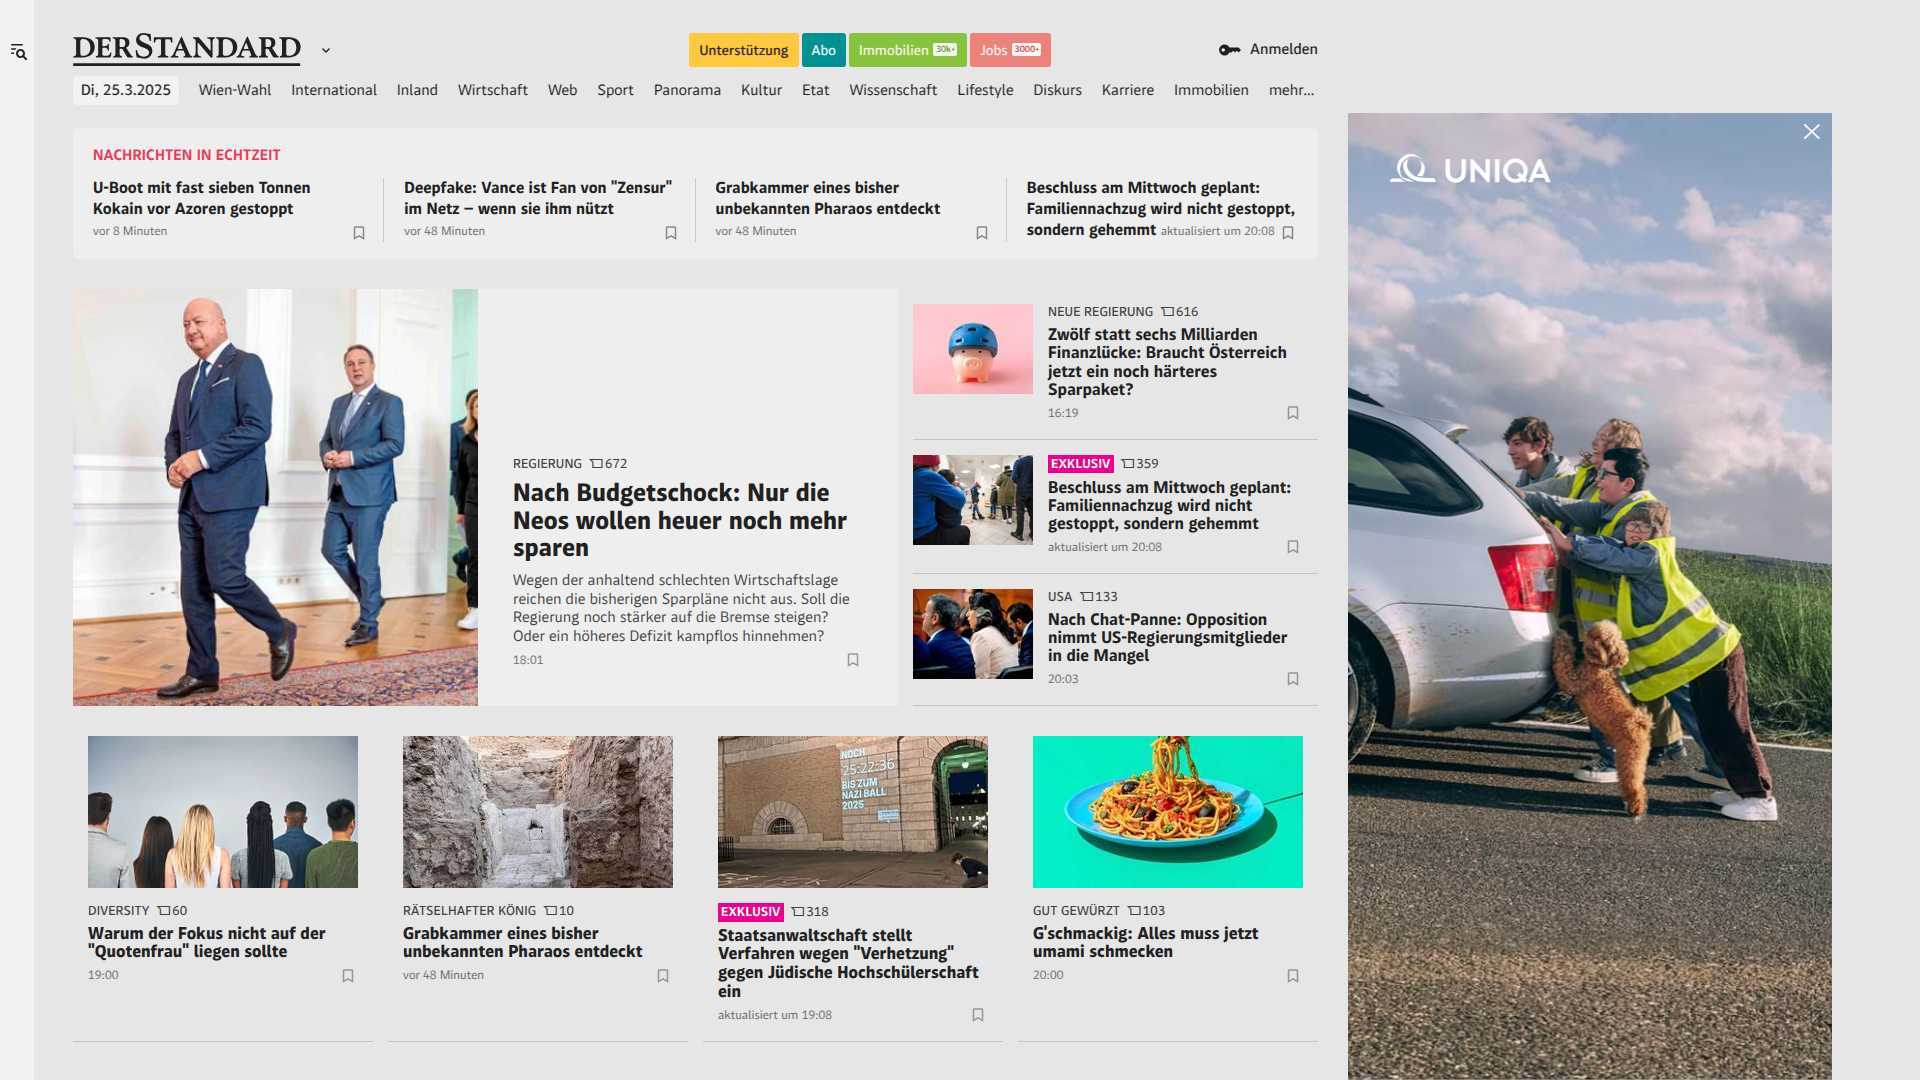 DERSTANDARD
Unterstützung
Abo
Immobilien 30k+
Jobs 3000+
Anmelden
Di, 25.3.2025
Wien-Wahl
International
Inland
Wirtschaft
Web
Sport
Panorama
Kultur
Etat
Wissenschaft
Lifestyle
Diskurs
Karriere
Immobilien
mehr...
NACHRICHTEN IN ECHTZEIT
U-Boot mit fast sieben Tonnen
Kokain vor Azoren gestoppt
vor 8 Minuten
Deepfake: Vance ist Fan von "Zensur"
im Netz – wenn sie ihm nützt
vor 48 Minuten
Grabkammer eines bisher
unbekannten Pharaos entdeckt
vor 48 Minuten
Beschluss am Mittwoch geplant:
Familiennachzug wird nicht gestoppt,
sondern gehemmt aktualisiert um 20:08
REGIERUNG 672
Nach Budgetschock: Nur die
Neos wollen heuer noch mehr
sparen
Wegen der anhaltend schlechten Wirtschaftslage
reichen die bisherigen Sparpläne nicht aus. Soll die
Regierung noch stärker auf die Bremse steigen?
Oder ein höheres Defizit kampflos hinnehmen?
18:01
NEUE REGIERUNG 616
Zwölf statt sechs Milliarden
Finanzlücke: Braucht Österreich
jetzt ein noch härteres
Sparpaket?
16:19
EXKLUSIV 359
Beschluss am Mittwoch geplant:
Familiennachzug wird nicht
gestoppt, sondern gehemmt
aktualisiert um 20:08
USA 133
Nach Chat-Panne: Opposition
nimmt US-Regierungsmitglieder
in die Mangel
20:03
DIVERSITY 60
Warum der Fokus nicht auf der
"Quotenfrau" liegen sollte
19:00
RÄTSELHAFTER KÖNIG 10
Grabkammer eines bisher
unbekannten Pharaos entdeckt
vor 48 Minuten
NOCH
25:22:36
BIS ZUM
NAZI BALL
2025
EXKLUSIV 318
Staatsanwaltschaft stellt
Verfahren wegen "Verhetzung"
gegen Jüdische Hochschülerschaft
ein
aktualisiert um 19:08
GUT GEWÜRZT 103
G'schmackig: Alles muss jetzt
umami schmecken
20:00
UNIQA